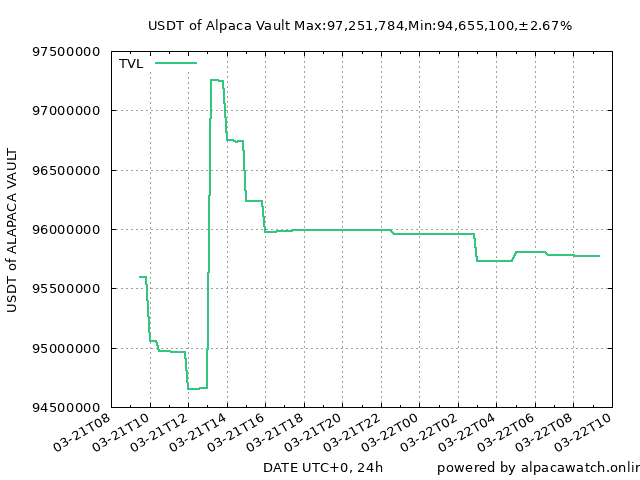 USDT of Alpaca Vault Max:97,251,784,Min:94,655,100,±2.67%
TVL
97500000
97000000
96500000
96000000
95500000
95000000
94500000
USDT of ALAPACA VAULT
03-21T08
03-21T10
03-21T12
03-21T14
03-21T16
03-21T18
03-21T20
03-21T22
03-22T00
03-22T02
03-22T04
03-22T06
03-22T08
03-22T10
DATE UTC+0, 24h
powered by alpacawatch.onlin